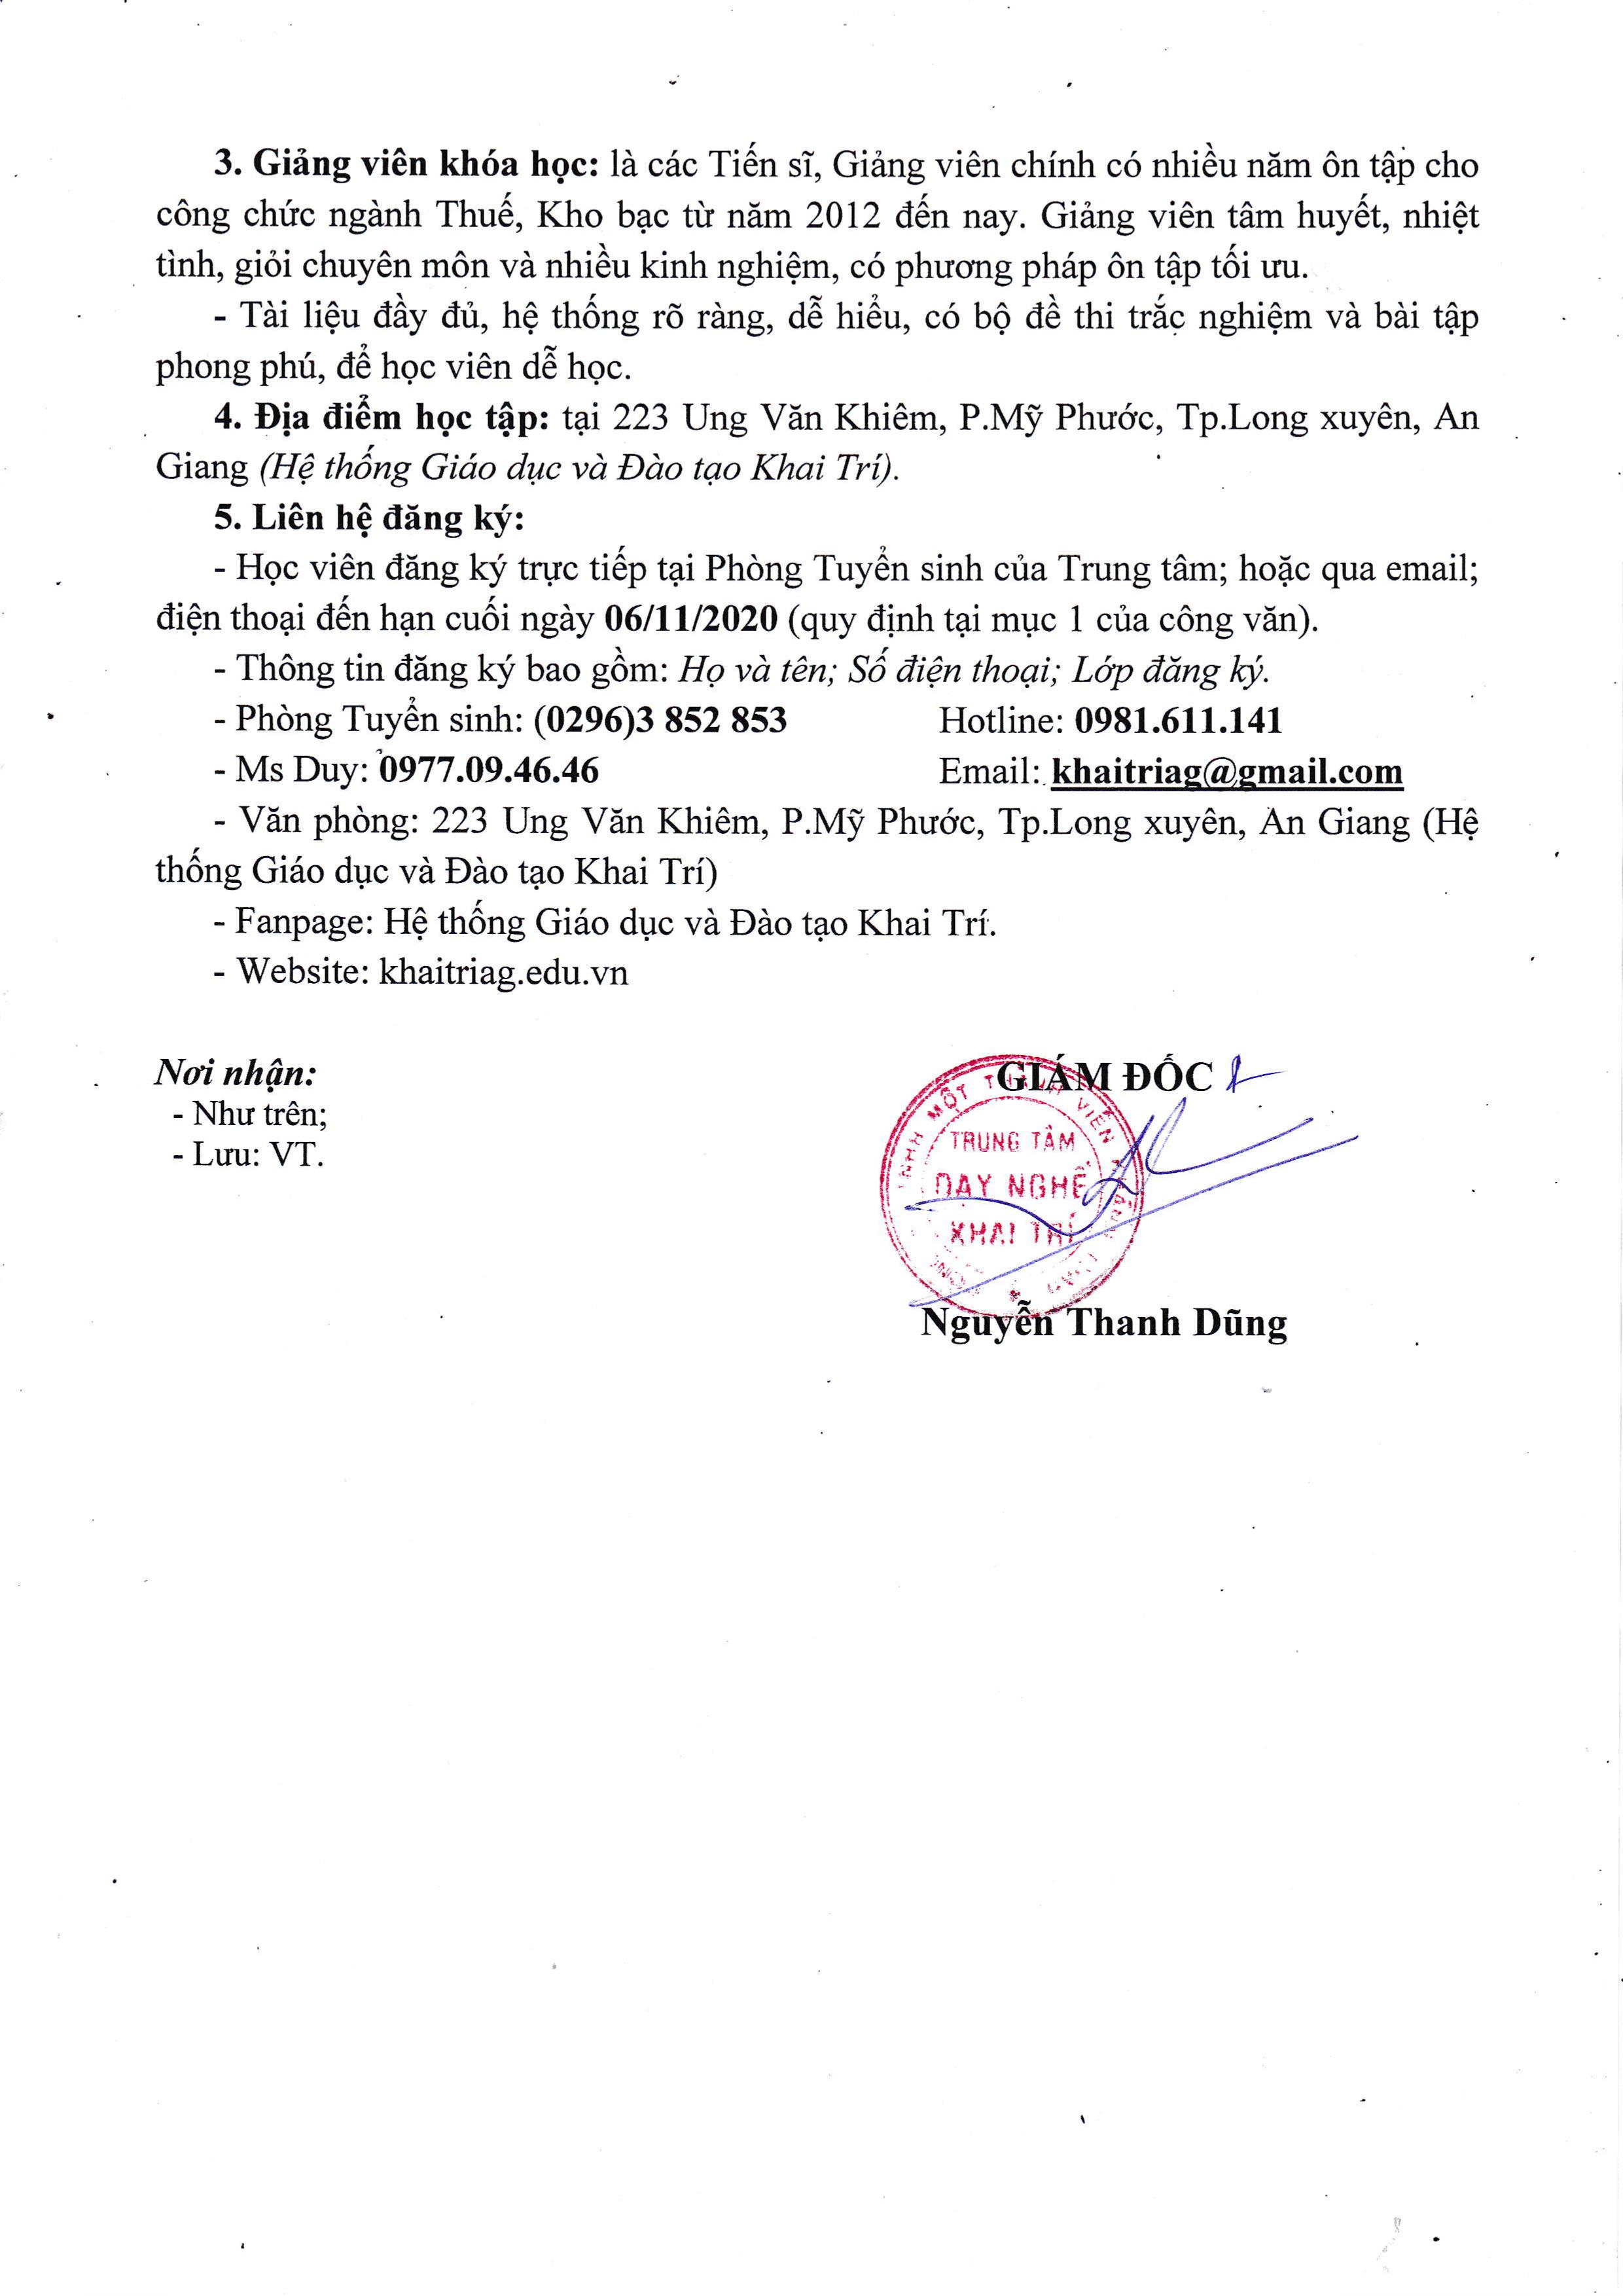 3. Giảng viên khóa học: là các Tiến sĩ, Giảng viên chính có nhiều năm ôn tập cho
công chức ngành Thuế, Kho bạc từ năm 2012 đến nay. Giảng viên tâm huyết, nhiệt
tình, giỏi chuyên môn và nhiều kinh nghiệm, có phương pháp ôn tập tối ưu.
- Tài liệu đầy đủ, hệ thống rõ ràng, dễ hiểu, có bộ đề thi trắc nghiệm và bài tập
phong phú, để học viên dễ học.
4. Địa điểm học tập: tại 223 Ung Văn Khiêm, P.Mỹ Phước, Tp.Long xuyên, An
Giang (Hệ thống Giáo dục và Đào tạo Khai Trí).
5. Liên hệ đăng ký:
- Học viên đăng ký trực tiếp tại Phòng Tuyển sinh của Trung tâm; hoặc qua email;
điện thoại đến hạn cuối ngày 06/11/2020 (quy định tại mục 1 của công văn).
- Thông tin đăng ký bao gồm: Họ và tên; Số điện thoại; Lớp đăng ký.
- Phòng Tuyển sinh: (0296)3 852 853 Hotline: 0981.611.141
- Ms Duy: 0977.09.46.46 Email: khaitriag@gmail.com
- Văn phòng: 223 Ung Văn Khiêm, P.Mỹ Phước, Tp.Long xuyên, An Giang (Hệ
thống Giáo dục và Đào tạo Khai Trí)
- Fanpage: Hệ thống Giáo dục và Đào tạo Khai Trí.
- Website: khaitriag.edu.vn
Nơi nhận:
- Như trên;
- Lưu: VT.
GIÁM ĐỐC
TNHH MỘT THÀNH VIÊN
TRUNG TÂM
DẠY NGHỀ
KHAI TRÍ
Nguyễn Thanh Dũng